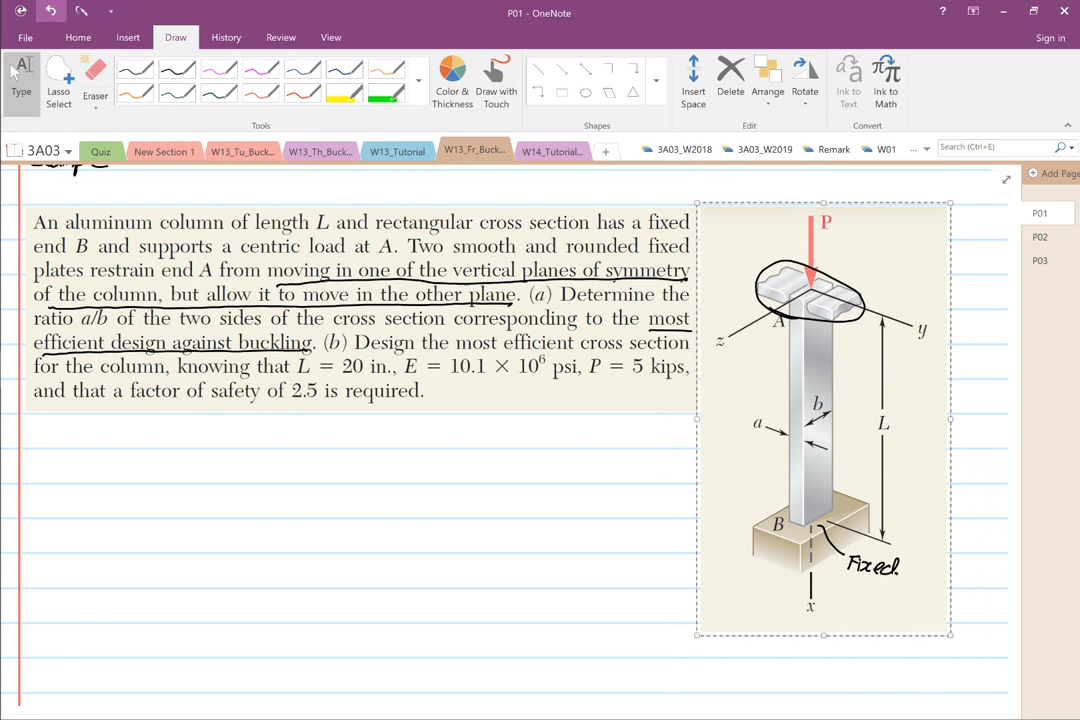 P01 - OneNote
?
Sign in
File Home Insert Draw History Review View
Type
Lasso Select
Eraser
Color & Thickness
Draw with Touch
Insert Space
Delete
Arrange
Rotate
Ink to Text
Ink to Math
Tools
Shapes
Edit
Convert
3A03
Quiz
New Section 1
W13_Tu_Buck...
W13_Th_Buck...
W13_Tutorial
W13_Fr_Buck...
W14_Tutorial...
+
3A03_W2018
3A03_W2019
Remark
W01
...
Search (Ctrl+E)
Add Page
P01
P02
P03
An aluminum column of length L and rectangular cross section has a fixed
end B and supports a centric load at A. Two smooth and rounded fixed
plates restrain end A from moving in one of the vertical planes of symmetry
of the column, but allow it to move in the other plane. (a) Determine the
ratio a/b of the two sides of the cross section corresponding to the most
efficient design against buckling. (b) Design the most efficient cross section
for the column, knowing that L = 20 in., E = 10.1 × 10⁶ psi, P = 5 kips,
and that a factor of safety of 2.5 is required.
P
A
z
y
b
a
L
B
Fixed.
x